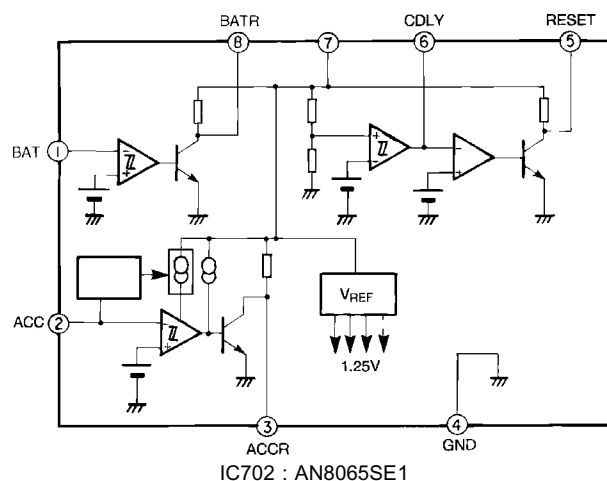 BATR CDLY RESET
8 7 6 5
BAT 1
- +
+ -
- +
ACC 2
- +
VREF
1.25V
3 4
ACCR GND
IC702 : AN8065SE1